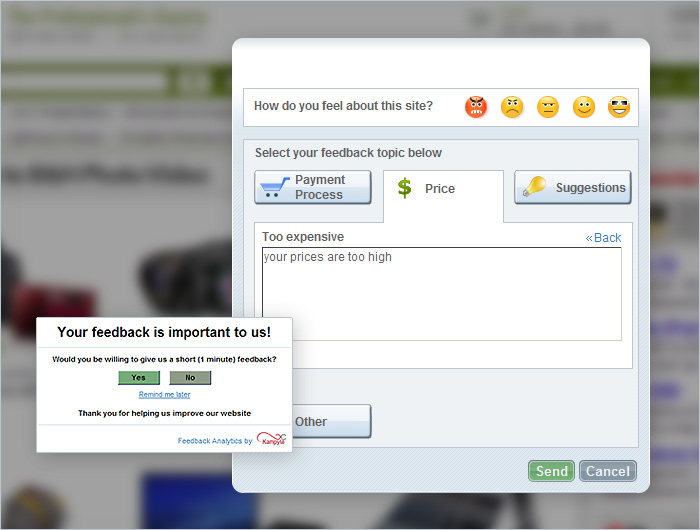 How do you feel about this site?
Select your feedback topic below
Payment
Process
Price
Suggestions
Too expensive
«Back
your prices are too high
Your feedback is important to us!
Would you be willing to give us a short (1 minute) feedback?
Yes
No
Remind me later
Thank you for helping us improve our website
Feedback Analytics by
Kampyle
Other
Send
Cancel